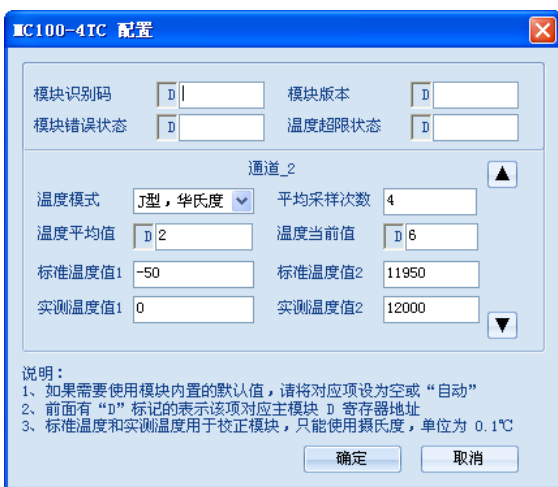 MC100-4TC 配置
模块识别码 D 模块版本 D
模块错误状态 D 温度超限状态 D
通道_2
温度模式 J型，华氏度 平均采样次数 4
温度平均值 D 2 温度当前值 D 6
标准温度值1 -50 标准温度值2 11950
实测温度值1 0 实测温度值2 12000
说明：
1、如果需要使用模块内置的默认值，请将对应项设为空或“自动”
2、前面有“D”标记的表示该项对应主模块 D 寄存器地址
3、标准温度和实测温度用于校正模块，只能使用摄氏度，单位为 0.1℃
确定 取消